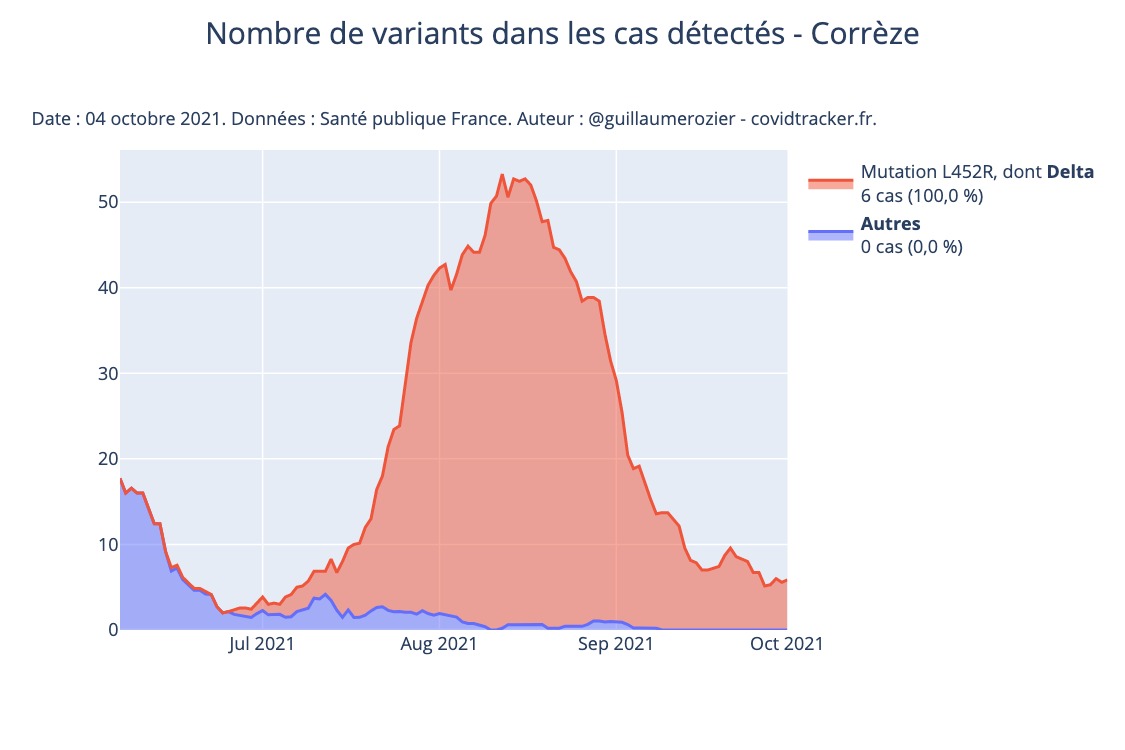 Nombre de variants dans les cas détectés - Corrèze
Date : 04 octobre 2021. Données : Santé publique France. Auteur : @guillaumerozier - covidtracker.fr.
Mutation L452R, dont Delta
6 cas (100,0 %)
Autres
0 cas (0,0 %)
50
40
30
20
10
0
Jul 2021
Aug 2021
Sep 2021
Oct 2021